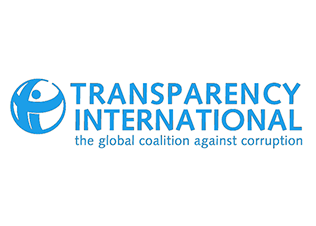 TRANSPARENCY
INTERNATIONAL
the global coalition against corruption